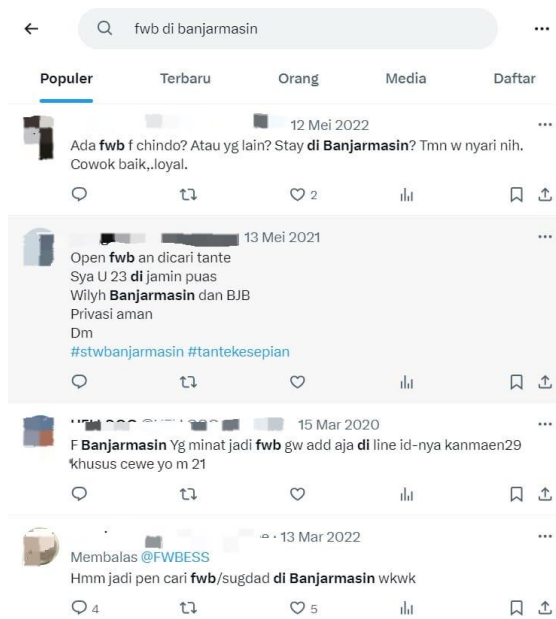 fwb di banjarmasin
Populer Terbaru Orang Media Daftar
12 Mei 2022
Ada fwb f chindo? Atau yg lain? Stay di Banjarmasin? Tmn w nyari nih.
Cowok baik,.loyal.
2
13 Mei 2021
Open fwb an dicari tante
Sya U 23 di jamin puas
Wilyh Banjarmasin dan BJB
Privasi aman
Dm
#stwbanjarmasin #tantekesepian
15 Mar 2020
F Banjarmasin Yg minat jadi fwb gw add aja di line id-nya kanmaen29
khusus cewe yo m 21
· 13 Mar 2022
Membalas @FWBESS
Hmm jadi pen cari fwb/sugdad di Banjarmasin wkwk
4 5